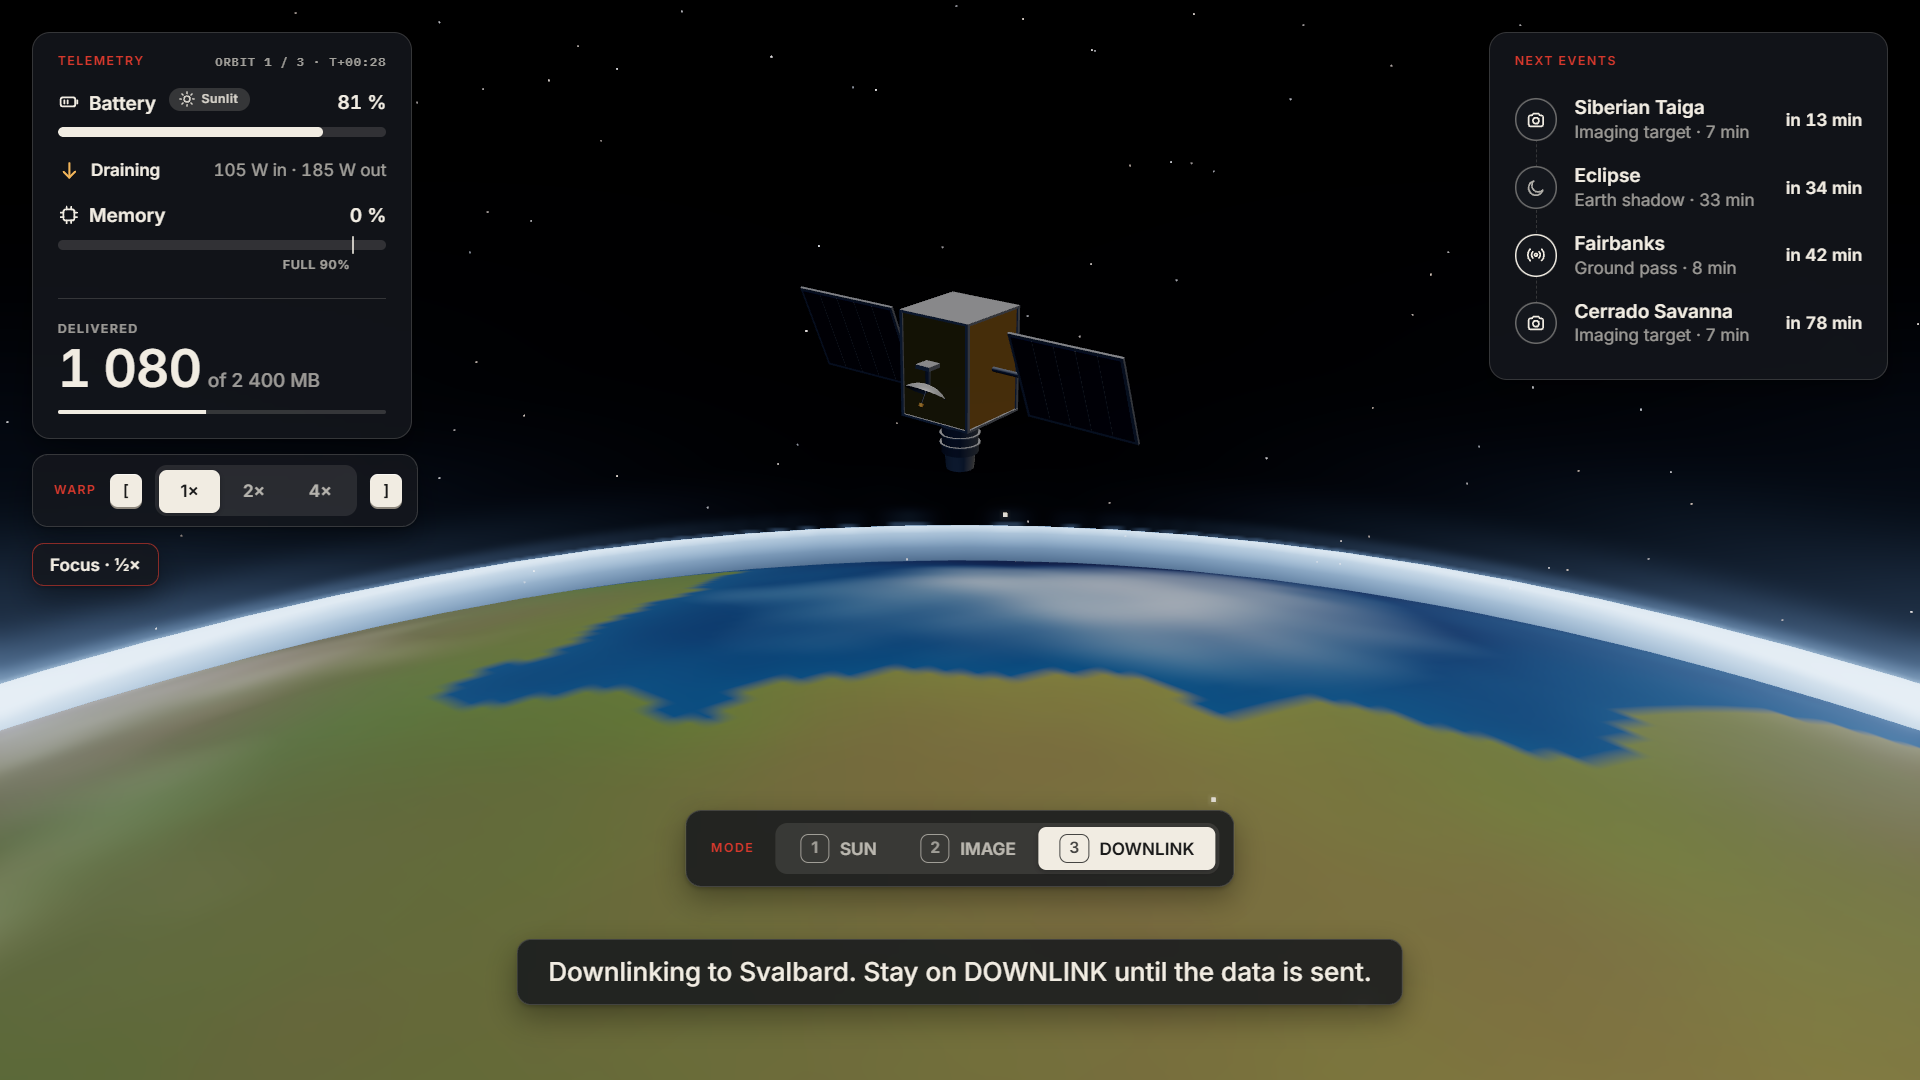 TELEMETRY
ORBIT 1 / 3 · T+00:28
Battery
Sunlit
81 %
Draining
105 W in · 185 W out
Memory
0 %
FULL 90%
DELIVERED
1 080 of 2 400 MB
WARP
[
1×
2×
4×
]
Focus · ½×
NEXT EVENTS
Siberian Taiga
Imaging target · 7 min
in 13 min
Eclipse
Earth shadow · 33 min
in 34 min
Fairbanks
Ground pass · 8 min
in 42 min
Cerrado Savanna
Imaging target · 7 min
in 78 min
MODE
1 SUN
2 IMAGE
3 DOWNLINK
Downlinking to Svalbard. Stay on DOWNLINK until the data is sent.